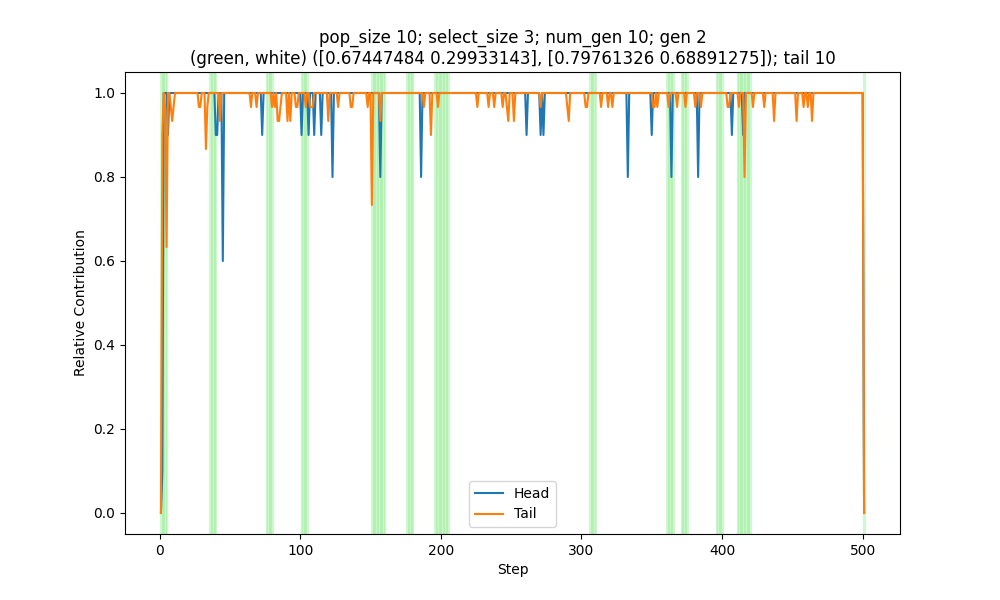 pop_size 10; select_size 3; num_gen 10; gen 2
(green, white) ([0.67447484 0.29933143], [0.79761326 0.68891275]); tail 10
Relative Contribution
1.0
0.8
0.6
0.4
0.2
0.0
Head
Tail
0 100 200 300 400 500
Step